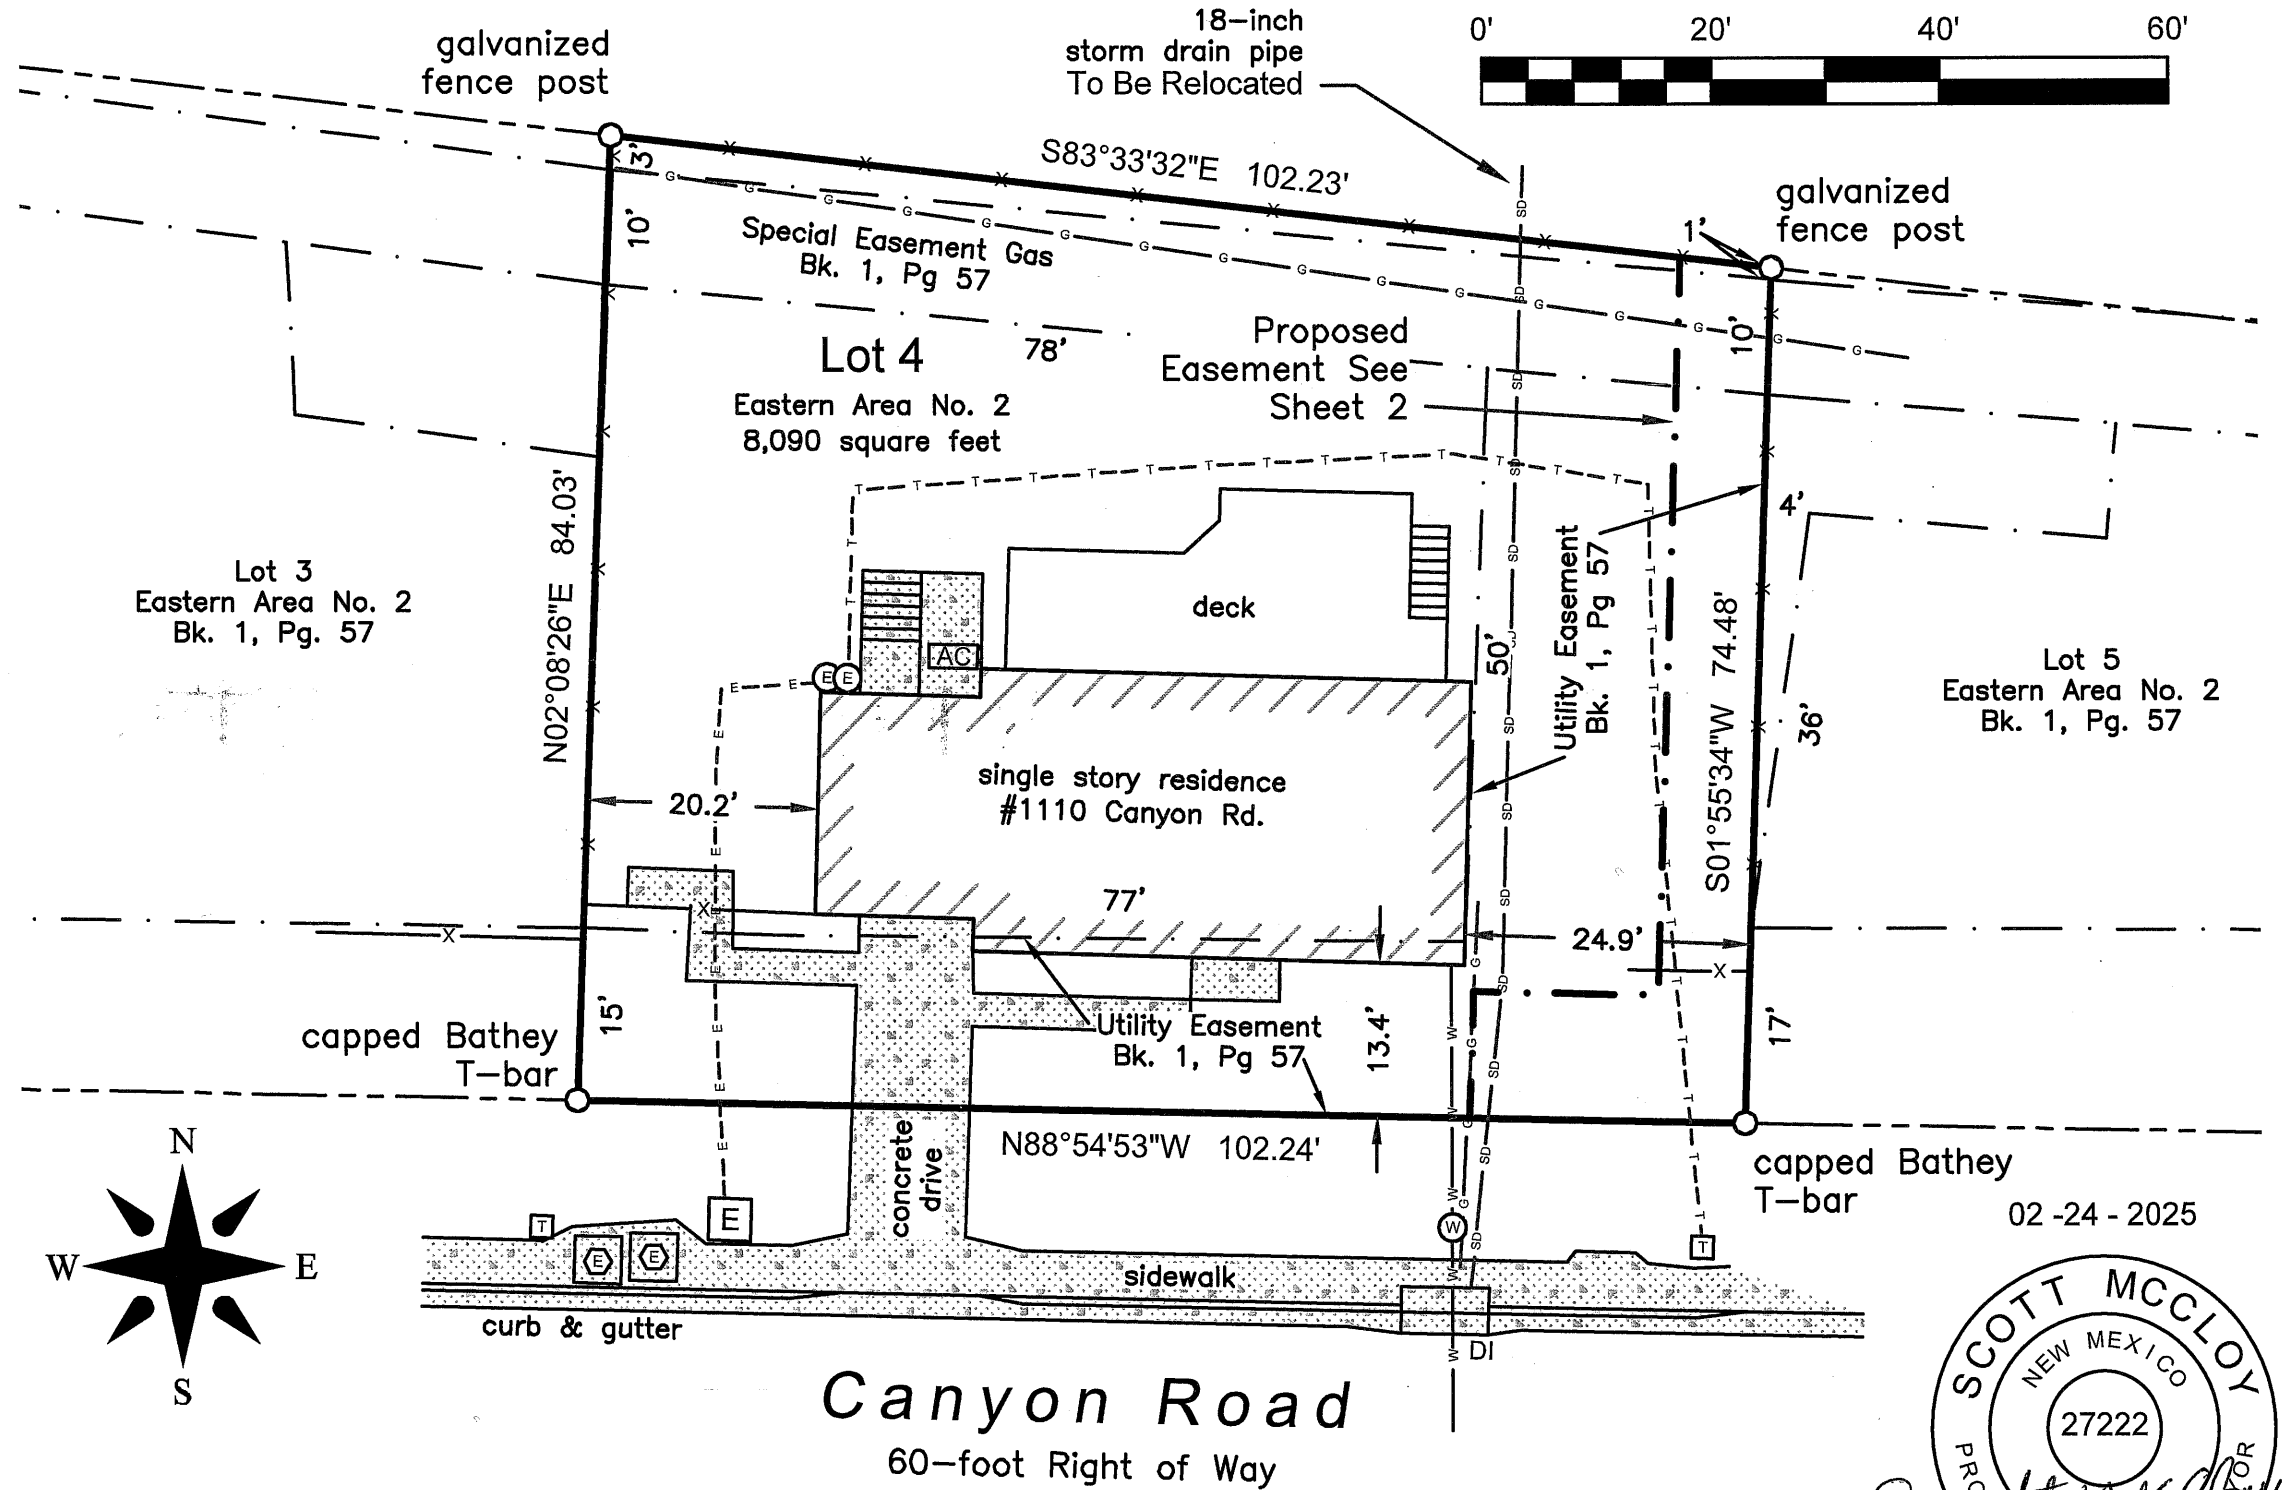 18-inch
storm drain pipe
To Be Relocated
0' 20' 40' 60'
galvanized
fence post
S83°33'32"E 102.23'
galvanized
fence post
3'
1'
10'
Special Easement Gas
Bk. 1, Pg 57
10'
Lot 4
Eastern Area No. 2
8,090 square feet
78'
Proposed
Easement See
Sheet 2
N02°08'26"E 84.03'
Lot 3
Eastern Area No. 2
Bk. 1, Pg. 57
deck
AC
50'
Utility Easement
Bk. 1, Pg 57
4'
S01°55'34"W 74.48'
36'
Lot 5
Eastern Area No. 2
Bk. 1, Pg. 57
E E
20.2'
single story residence
#1110 Canyon Rd.
77'
24.9'
15'
capped Bathey
T-bar
Utility Easement
Bk. 1, Pg 57
13.4'
17'
N88°54'53"W 102.24'
concrete
drive
capped Bathey
T-bar
02 -24 - 2025
N
W E
S
T
E
E E
W
T
sidewalk
curb & gutter
DI
Canyon Road
60-foot Right of Way
SCOTT MCCLOY
NEW MEXICO
27222